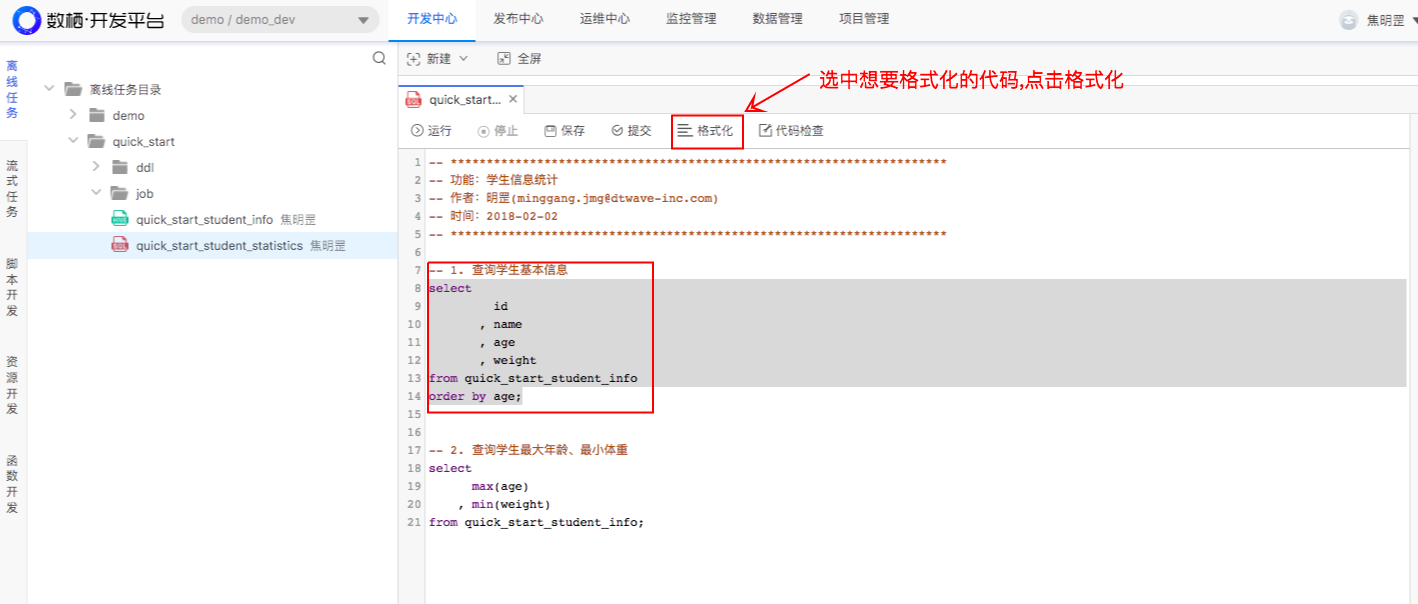 数栖·开发平台 demo / demo_dev 开发中心 发布中心 运维中心 监控管理 数据管理 项目管理 焦明罡
离线任务
流式任务
脚本开发
资源开发
函数开发
离线任务目录
demo
quick_start
ddl
job
quick_start_student_info 焦明罡
quick_start_student_statistics 焦明罡
新建 全屏
选中想要格式化的代码,点击格式化
quick_start...
运行 停止 保存 提交 格式化 代码检查
1 -- *********************************************************************
2 -- 功能: 学生信息统计
3 -- 作者: 明罡(minggang.jmg@dtwave-inc.com)
4 -- 时间: 2018-02-02
5 -- *********************************************************************
6
7 -- 1. 查询学生基本信息
8 select
9 id
10 , name
11 , age
12 , weight
13 from quick_start_student_info
14 order by age;
15
16
17 -- 2. 查询学生最大年龄、最小体重
18 select
19 max(age)
20 , min(weight)
21 from quick_start_student_info;